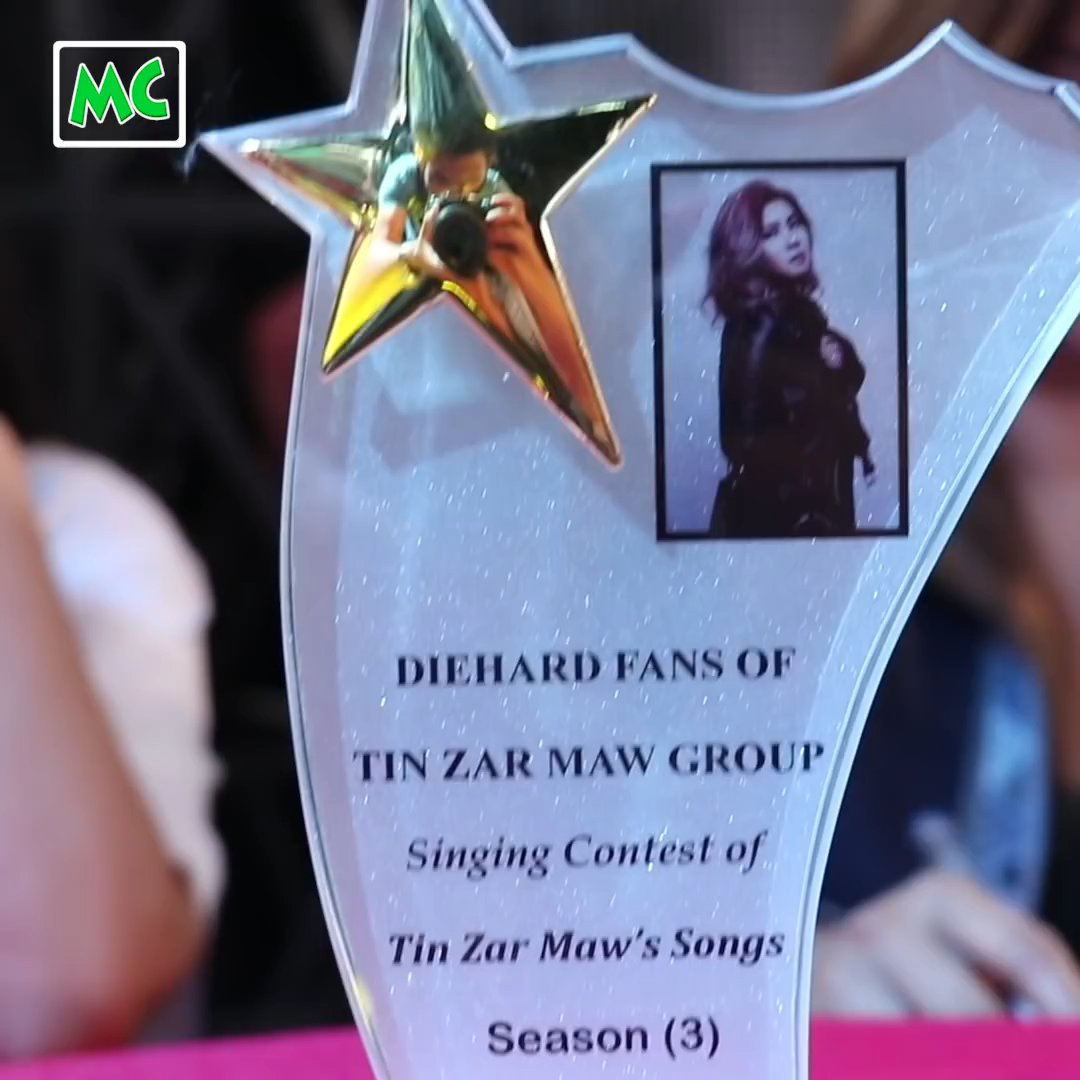 MC
DIEHARD FANS OF
TIN ZAR MAW GROUP
Singing Contest of
Tin Zar Maw's Songs
Season (3)